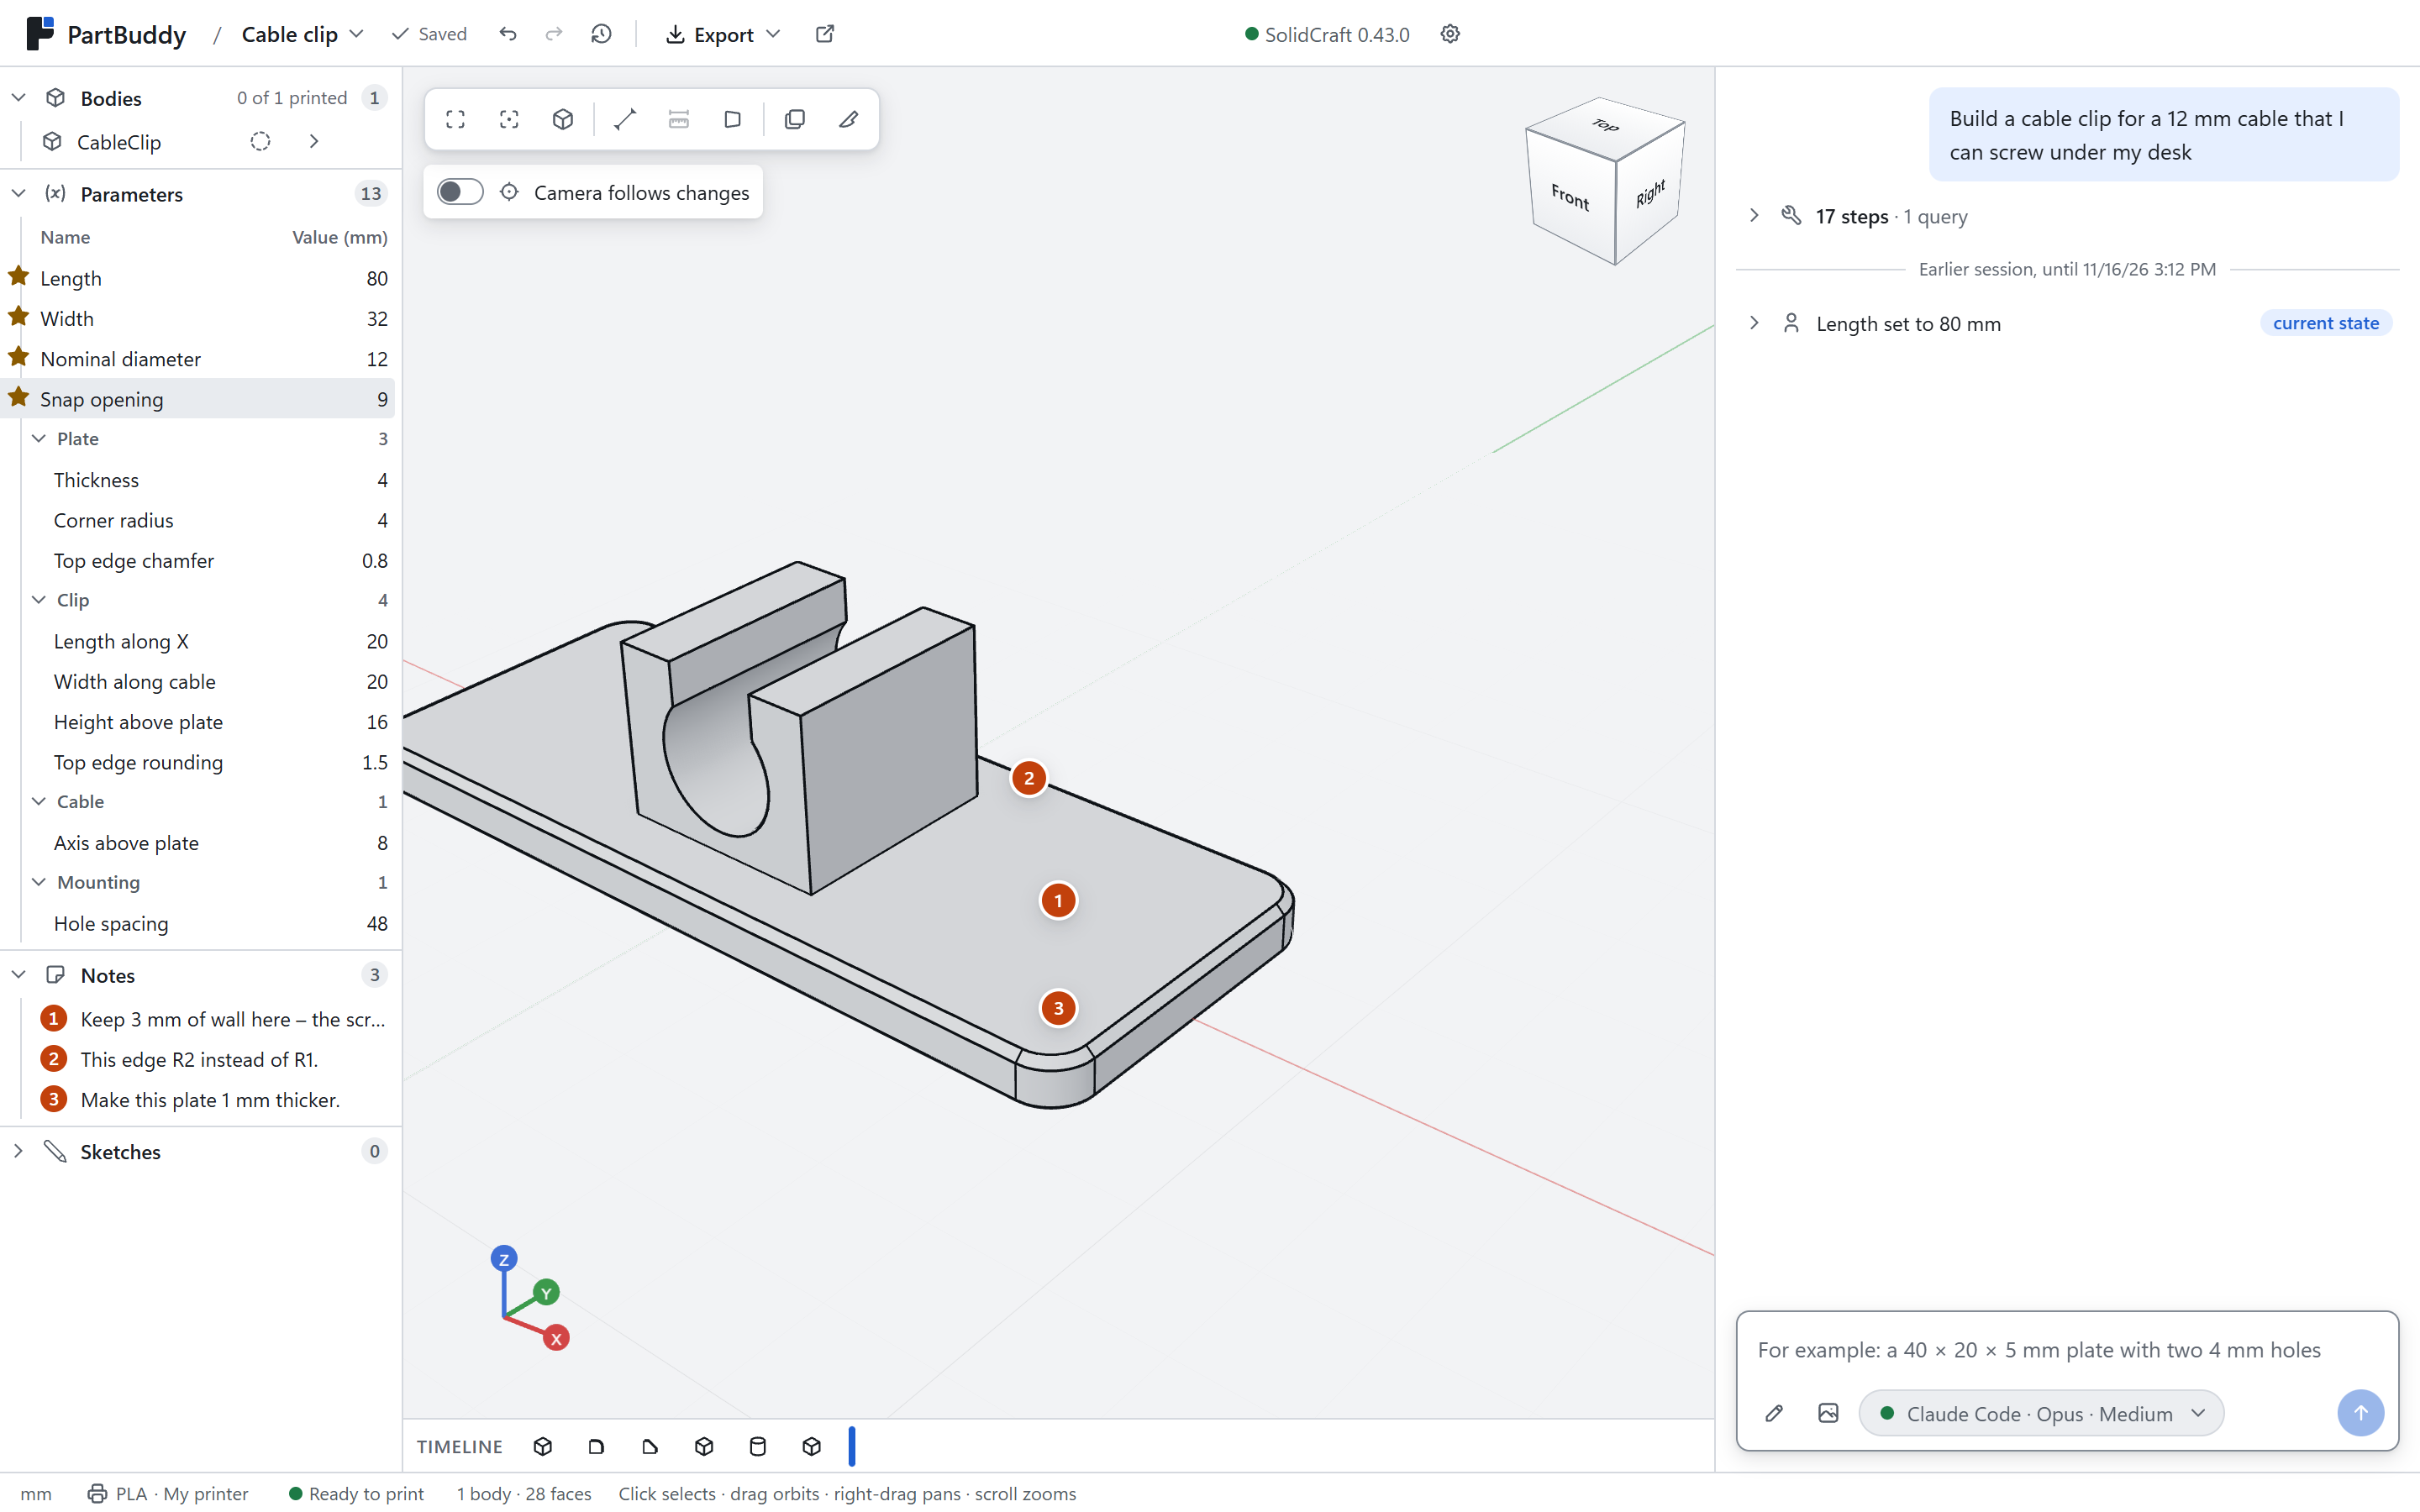 PartBuddy / Cable clip Saved Export SolidCraft 0.43.0
Bodies 0 of 1 printed 1
CableClip
Parameters 13
Name Value (mm)
Length 80
Width 32
Nominal diameter 12
Snap opening 9
Plate 3
Thickness 4
Corner radius 4
Top edge chamfer 0.8
Clip 4
Length along X 20
Width along cable 20
Height above plate 16
Top edge rounding 1.5
Cable 1
Axis above plate 8
Mounting 1
Hole spacing 48
Notes 3
1 Keep 3 mm of wall here – the scr...
2 This edge R2 instead of R1.
3 Make this plate 1 mm thicker.
Sketches 0
Camera follows changes
Top
Front
Right
2
1
3
Z
Y
X
TIMELINE
Build a cable clip for a 12 mm cable that I
can screw under my desk
17 steps · 1 query
Earlier session, until 11/16/26 3:12 PM
Length set to 80 mm current state
For example: a 40 × 20 × 5 mm plate with two 4 mm holes
Claude Code · Opus · Medium
mm PLA · My printer Ready to print 1 body · 28 faces Click selects · drag orbits · right-drag pans · scroll zooms